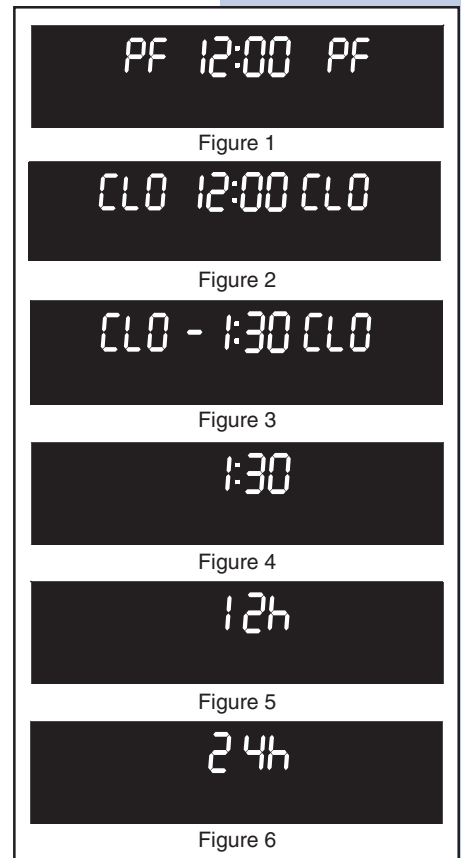 PF 12:00 PF
Figure 1
CLO 12:00 CLO
Figure 2
CLO - 1:30 CLO
Figure 3
1:30
Figure 4
12h
Figure 5
24h
Figure 6